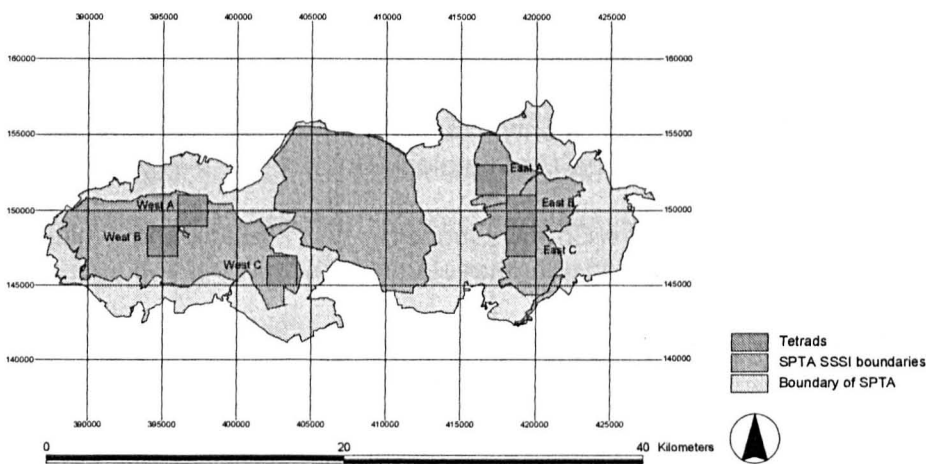 390000 395000 400000 405000 410000 415000 420000 425000
160000 160000
155000 155000
150000 150000
145000 145000
140000 140000
East A
West A East B
West B East C
West C
390000 395000 400000 405000 410000 415000 420000 425000
Tetrads
SPTA SSSI boundaries
Boundary of SPTA
0 20 40 Kilometers